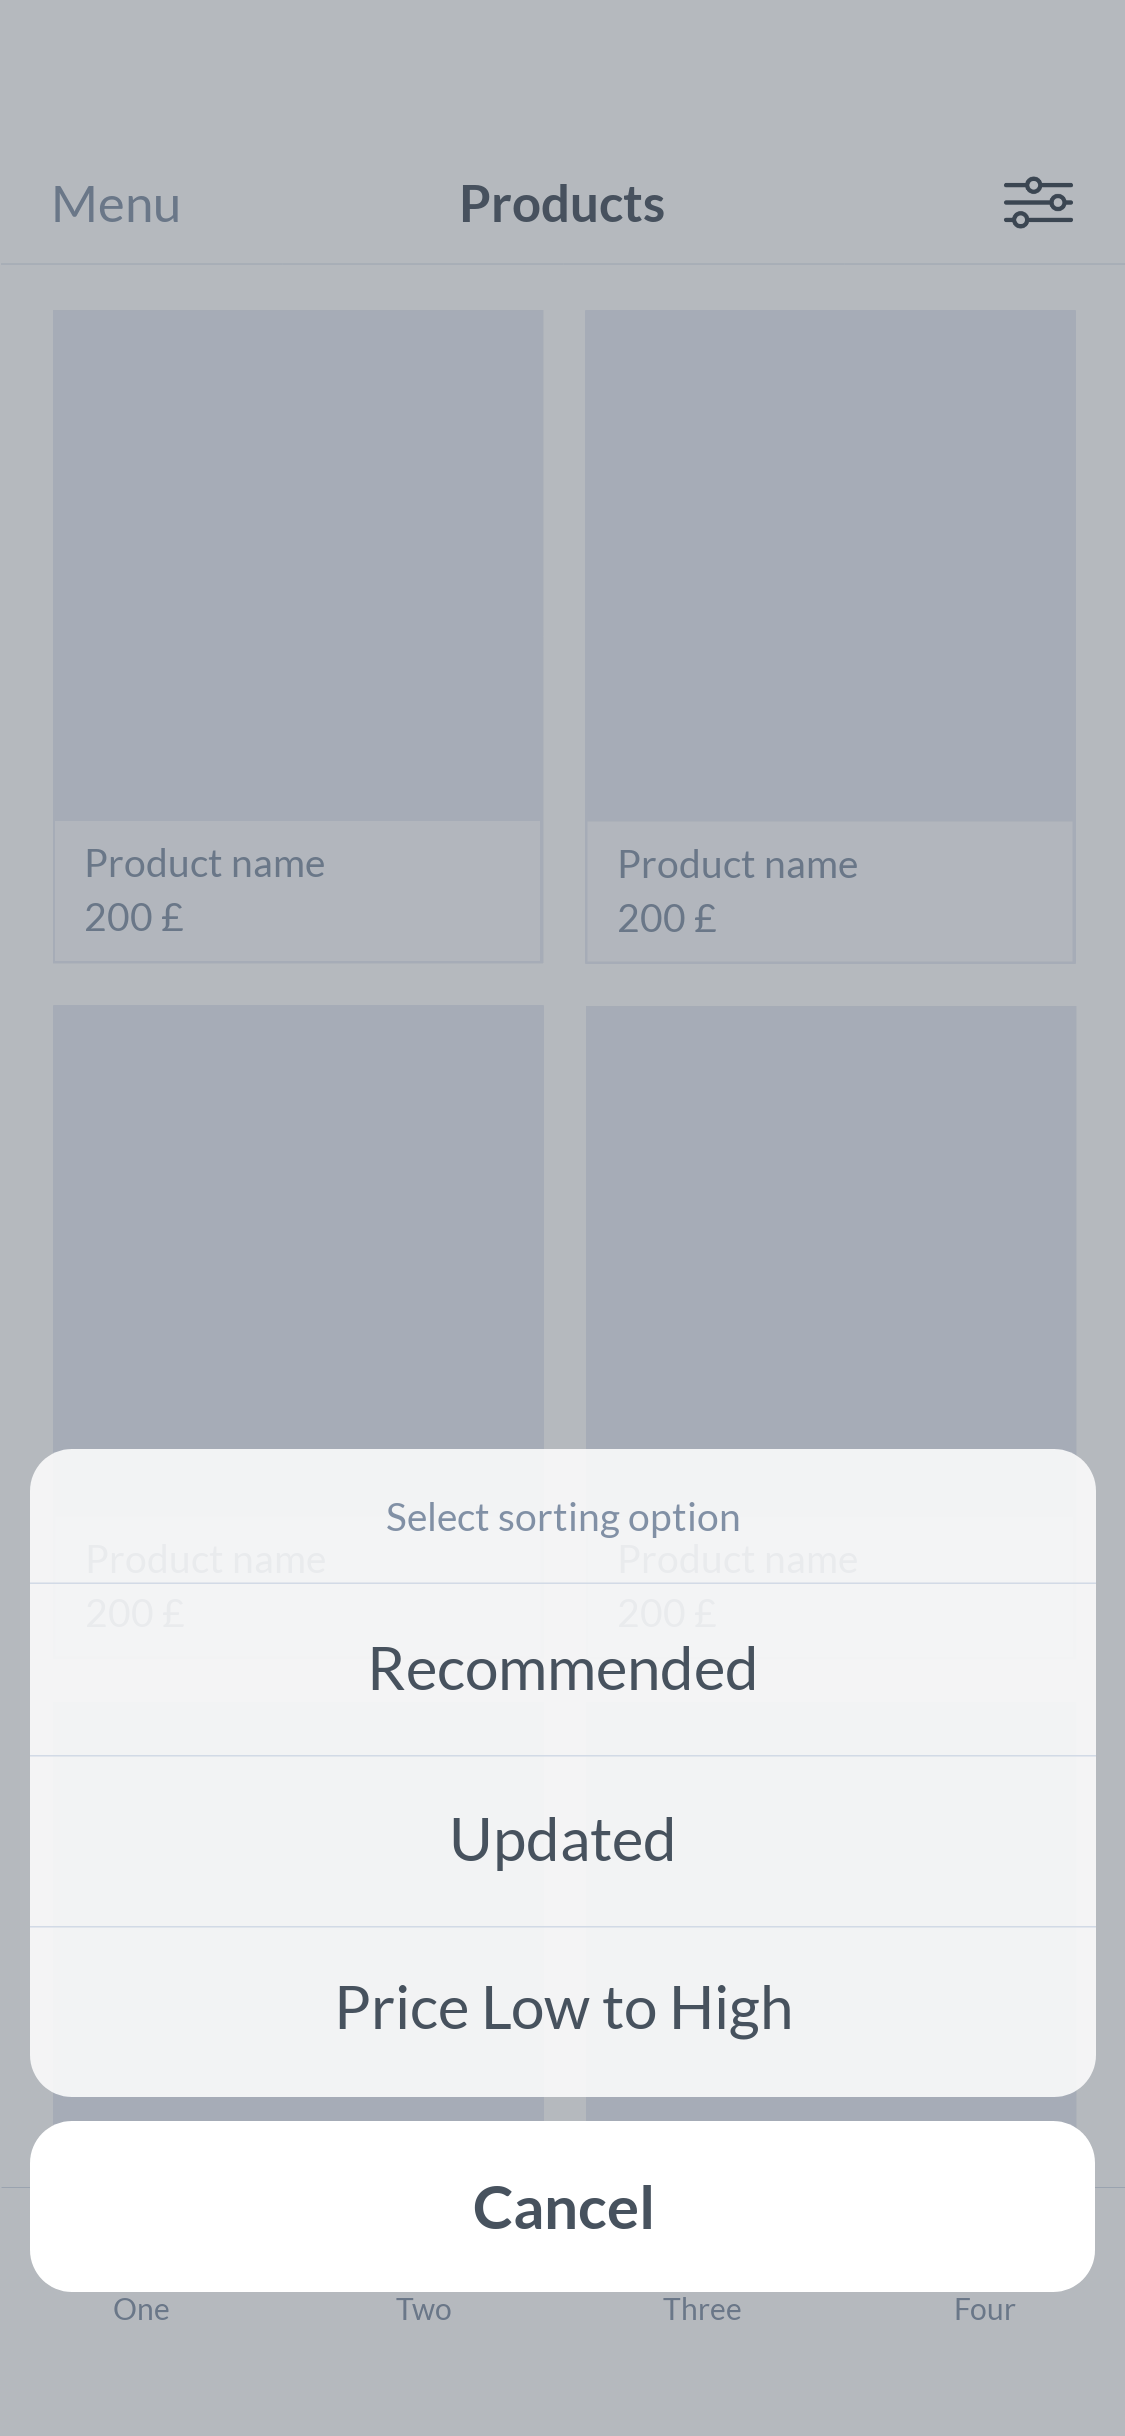 Menu
Products
Product name
200 £
Product name
200 £
Select sorting option
Product name
200 £
Product name
200 £
Recommended
Updated
Price Low to High
Cancel
One
Two
Three
Four